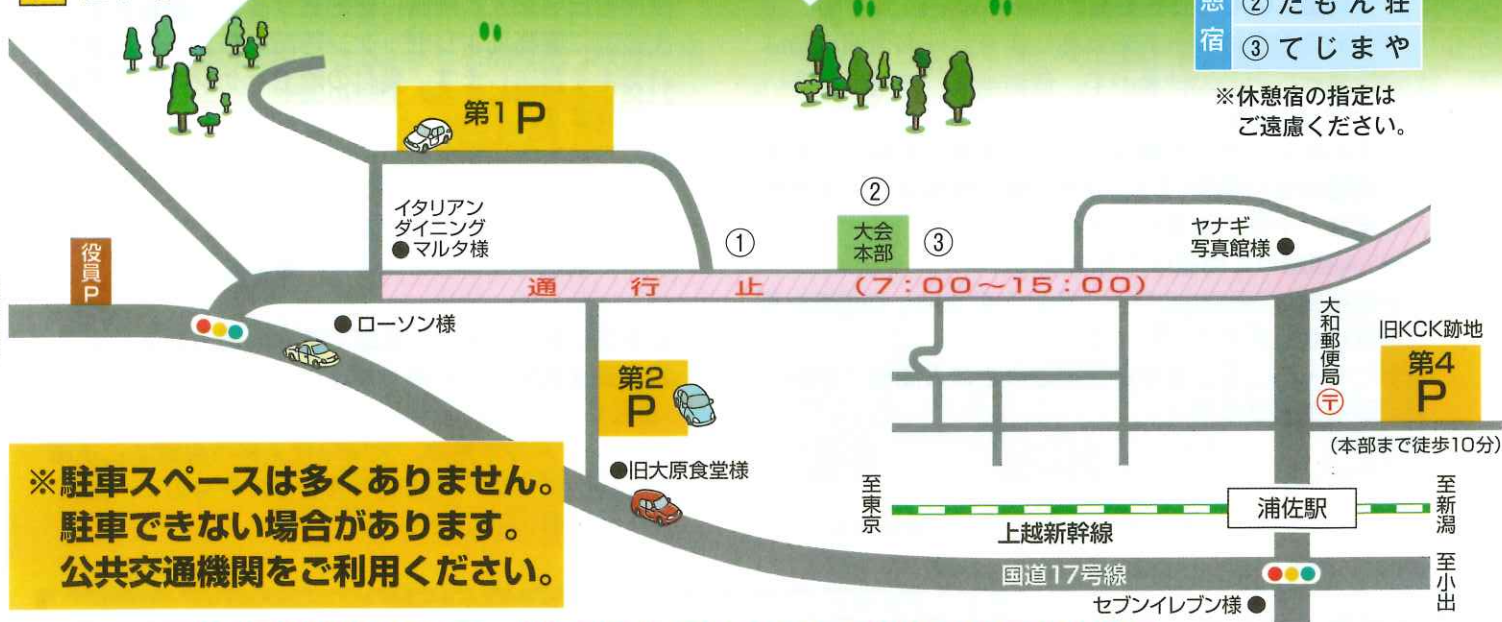 ②たもん荘
宿
③てじまや
※休憩宿の指定は
ご遠慮ください。
第1 P
イタリアン
ダイニング
●マルタ様
①
②
大会
本部
③
ヤナギ
写真館様●
役員P
通行止(7:00~15:00)
●ローソン様
第2
P
大和郵便局
〒
旧KCK跡地
第4
P
(本部まで徒歩10分)
●旧大原食堂様
※駐車スペースは多くありません。
駐車できない場合があります。
公共交通機関をご利用ください。
至東京
上越新幹線
浦佐駅
至新潟
国道17号線
至小出
セブンイレブン様●